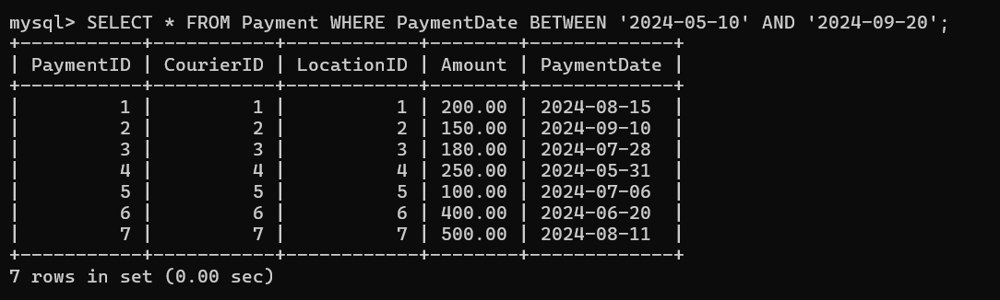 mysql> SELECT * FROM Payment WHERE PaymentDate BETWEEN '2024-05-10' AND '2024-09-20';
+-----------+-----------+------------+--------+-------------+
| PaymentID | CourierID | LocationID | Amount | PaymentDate |
+-----------+-----------+------------+--------+-------------+
|         1 |         1 |          1 | 200.00 | 2024-08-15  |
|         2 |         2 |          2 | 150.00 | 2024-09-10  |
|         3 |         3 |          3 | 180.00 | 2024-07-28  |
|         4 |         4 |          4 | 250.00 | 2024-05-31  |
|         5 |         5 |          5 | 100.00 | 2024-07-06  |
|         6 |         6 |          6 | 400.00 | 2024-06-20  |
|         7 |         7 |          7 | 500.00 | 2024-08-11  |
+-----------+-----------+------------+--------+-------------+
7 rows in set (0.00 sec)